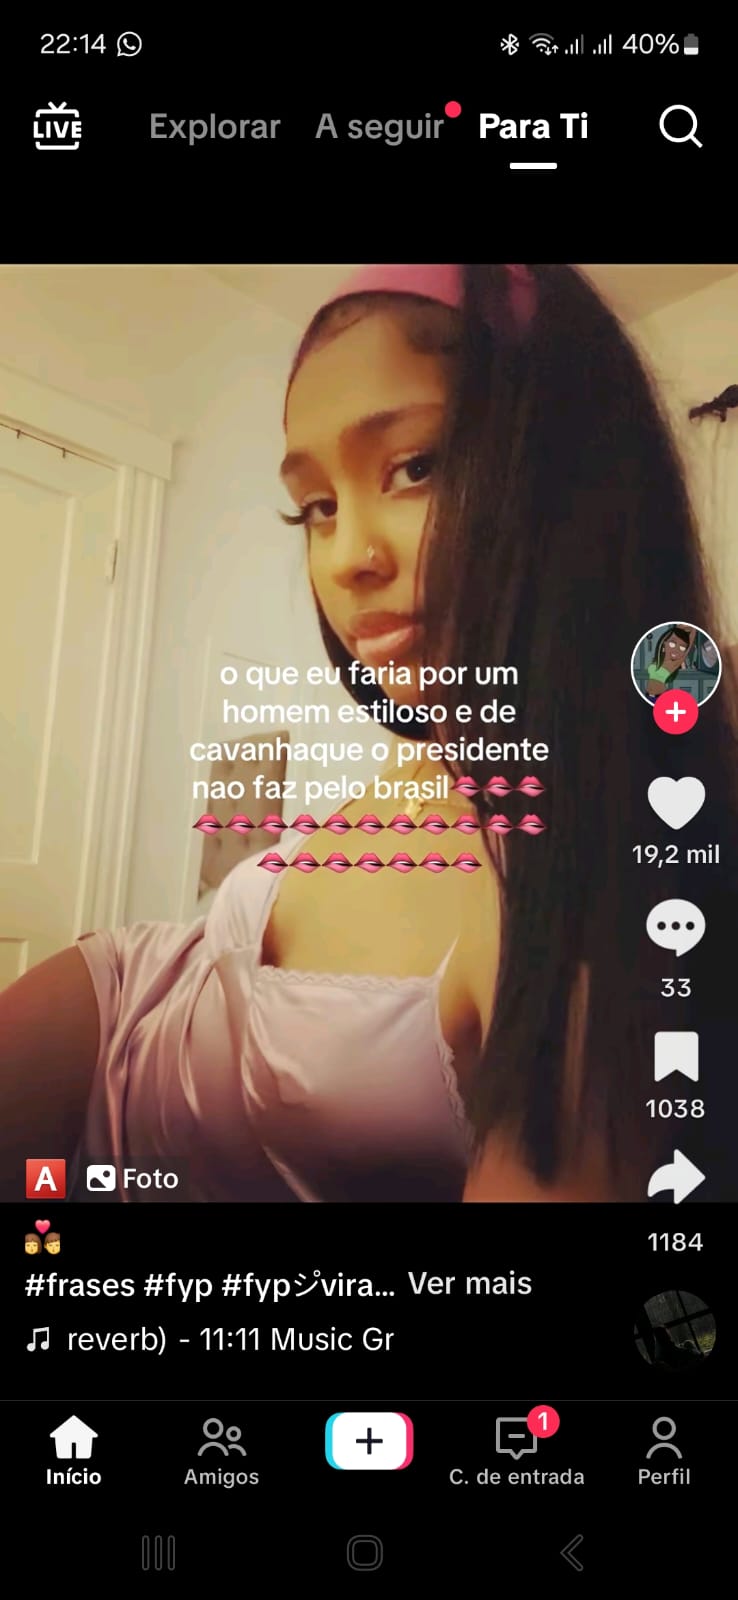 22:14
40%
LIVE
Explorar
A seguir
Para Ti
o que eu faria por um
homem estiloso e de
cavanhaque o presidente
nao faz pelo brasil🫦🫦🫦
🫦🫦🫦🫦🫦🫦🫦🫦🫦🫦🫦
🫦🫦🫦🫦🫦🫦🫦
19,2 mil
33
1038
1184
A
Foto
💑
#frases #fyp #fypシvira... Ver mais
reverb) - 11:11 Music Gr
1
Início
Amigos
C. de entrada
Perfil